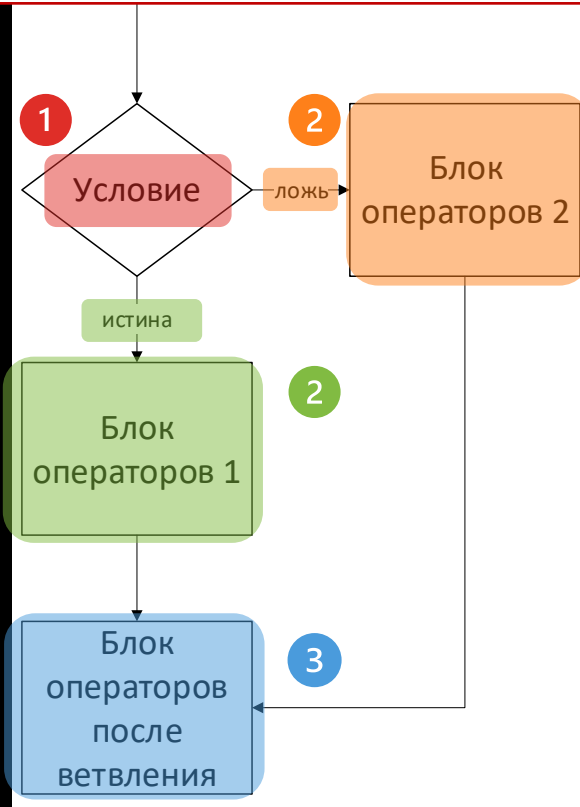 1
Условие
ложь
2
Блок
операторов 2
истина
Блок
операторов 1
2
Блок
операторов
после
ветвления
3